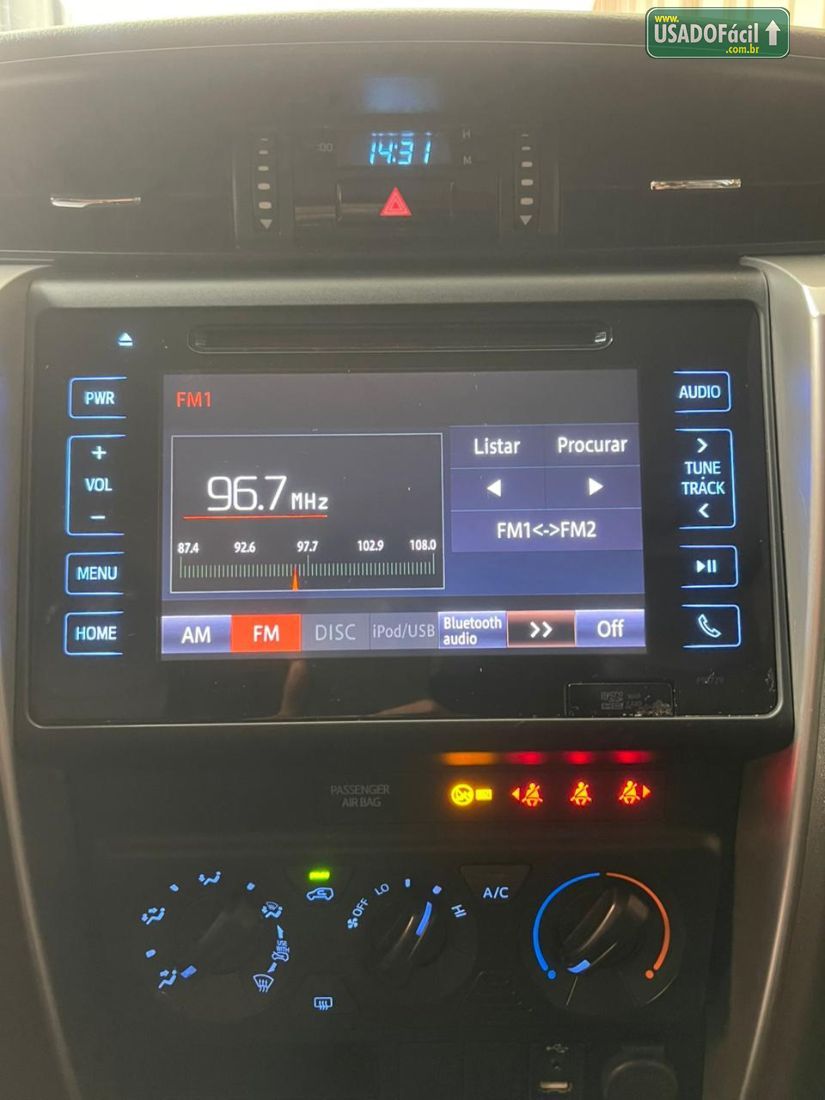 www.
USADOFácil
.com.br
:00
14:31
H
M
PWR
+
VOL
-
MENU
HOME
FM1
96.7 MHz
87.4 92.6 97.7 102.9 108.0
Listar Procurar
FM1<->FM2
AM FM DISC iPod/USB Bluetooth audio >> Off
AUDIO
>
TUNE
TRACK
<
PASSENGER
AIR BAG
OFF LO HI
A/C